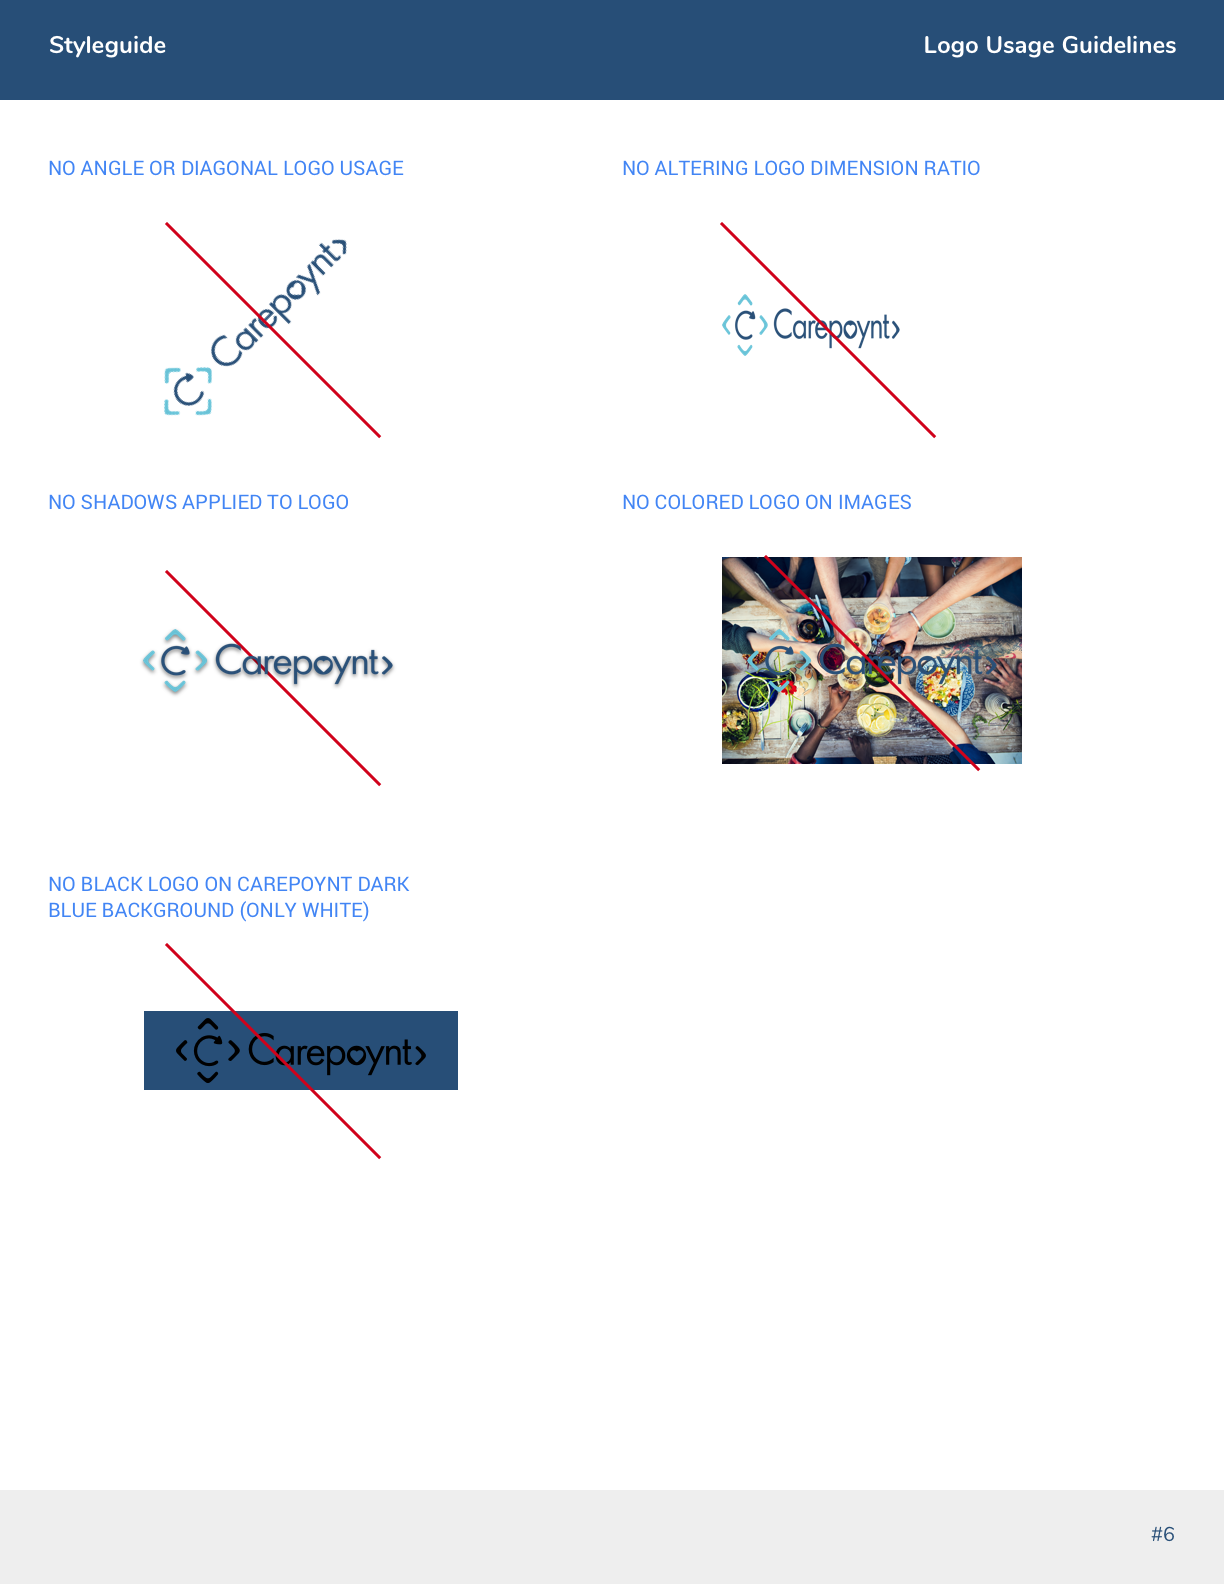 Styleguide
Logo Usage Guidelines
NO ANGLE OR DIAGONAL LOGO USAGE
Carepoynt
NO ALTERING LOGO DIMENSION RATIO
Carepoynt
NO SHADOWS APPLIED TO LOGO
Carepoynt
NO COLORED LOGO ON IMAGES
Carepoynt
NO BLACK LOGO ON CAREPOYNT DARK
BLUE BACKGROUND (ONLY WHITE)
Carepoynt
#6